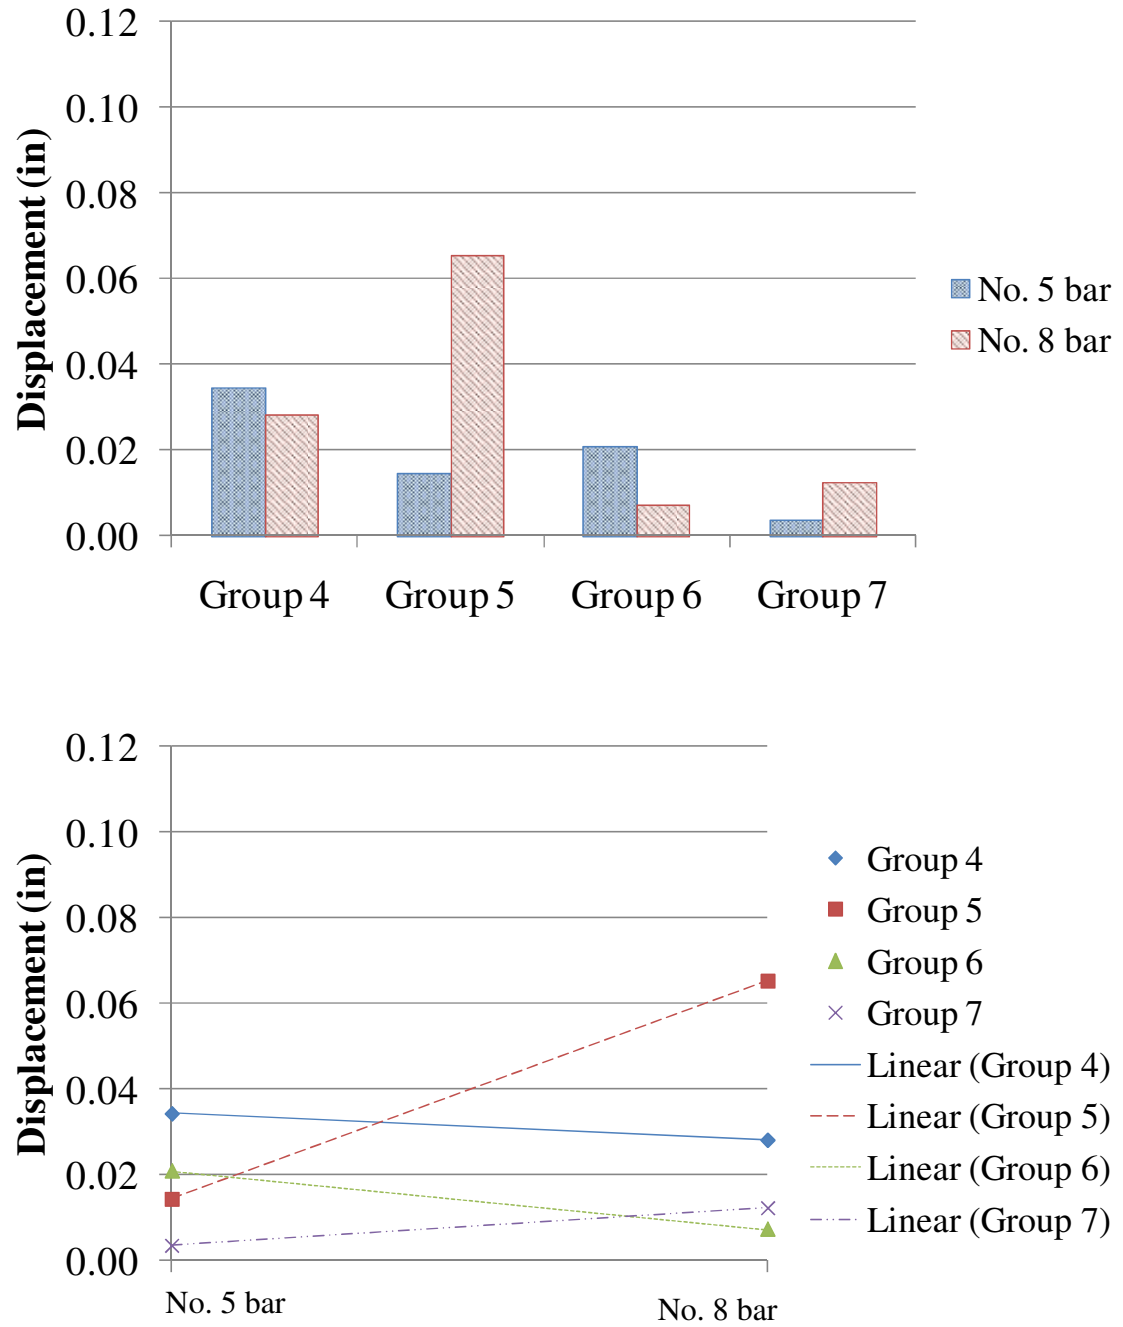 0.12
0.10
0.08
0.06
0.04
0.02
0.00
Displacement (in)
No. 5 bar
No. 8 bar
Group 4 Group 5 Group 6 Group 7
0.12
0.10
0.08
0.06
0.04
0.02
0.00
Displacement (in)
Group 4
Group 5
Group 6
Group 7
Linear (Group 4)
Linear (Group 5)
Linear (Group 6)
Linear (Group 7)
No. 5 bar
No. 8 bar